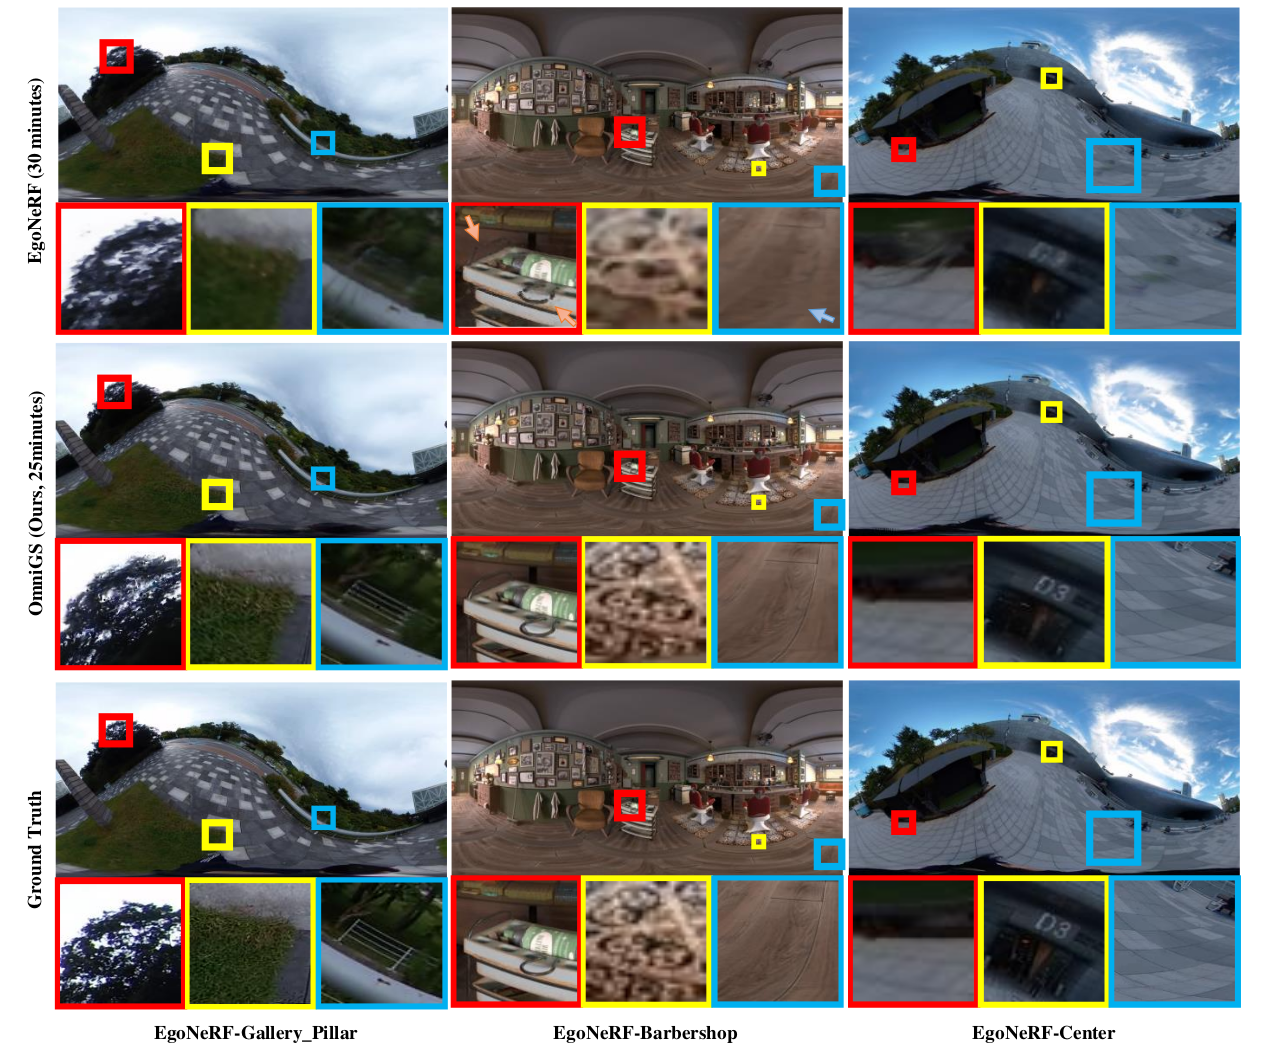 EgoNeRF (30 minutes)
OmniGS (Ours, 25minutes)
D3
Ground Truth
D3
EgoNeRF-Gallery_Pillar
EgoNeRF-Barbershop
EgoNeRF-Center